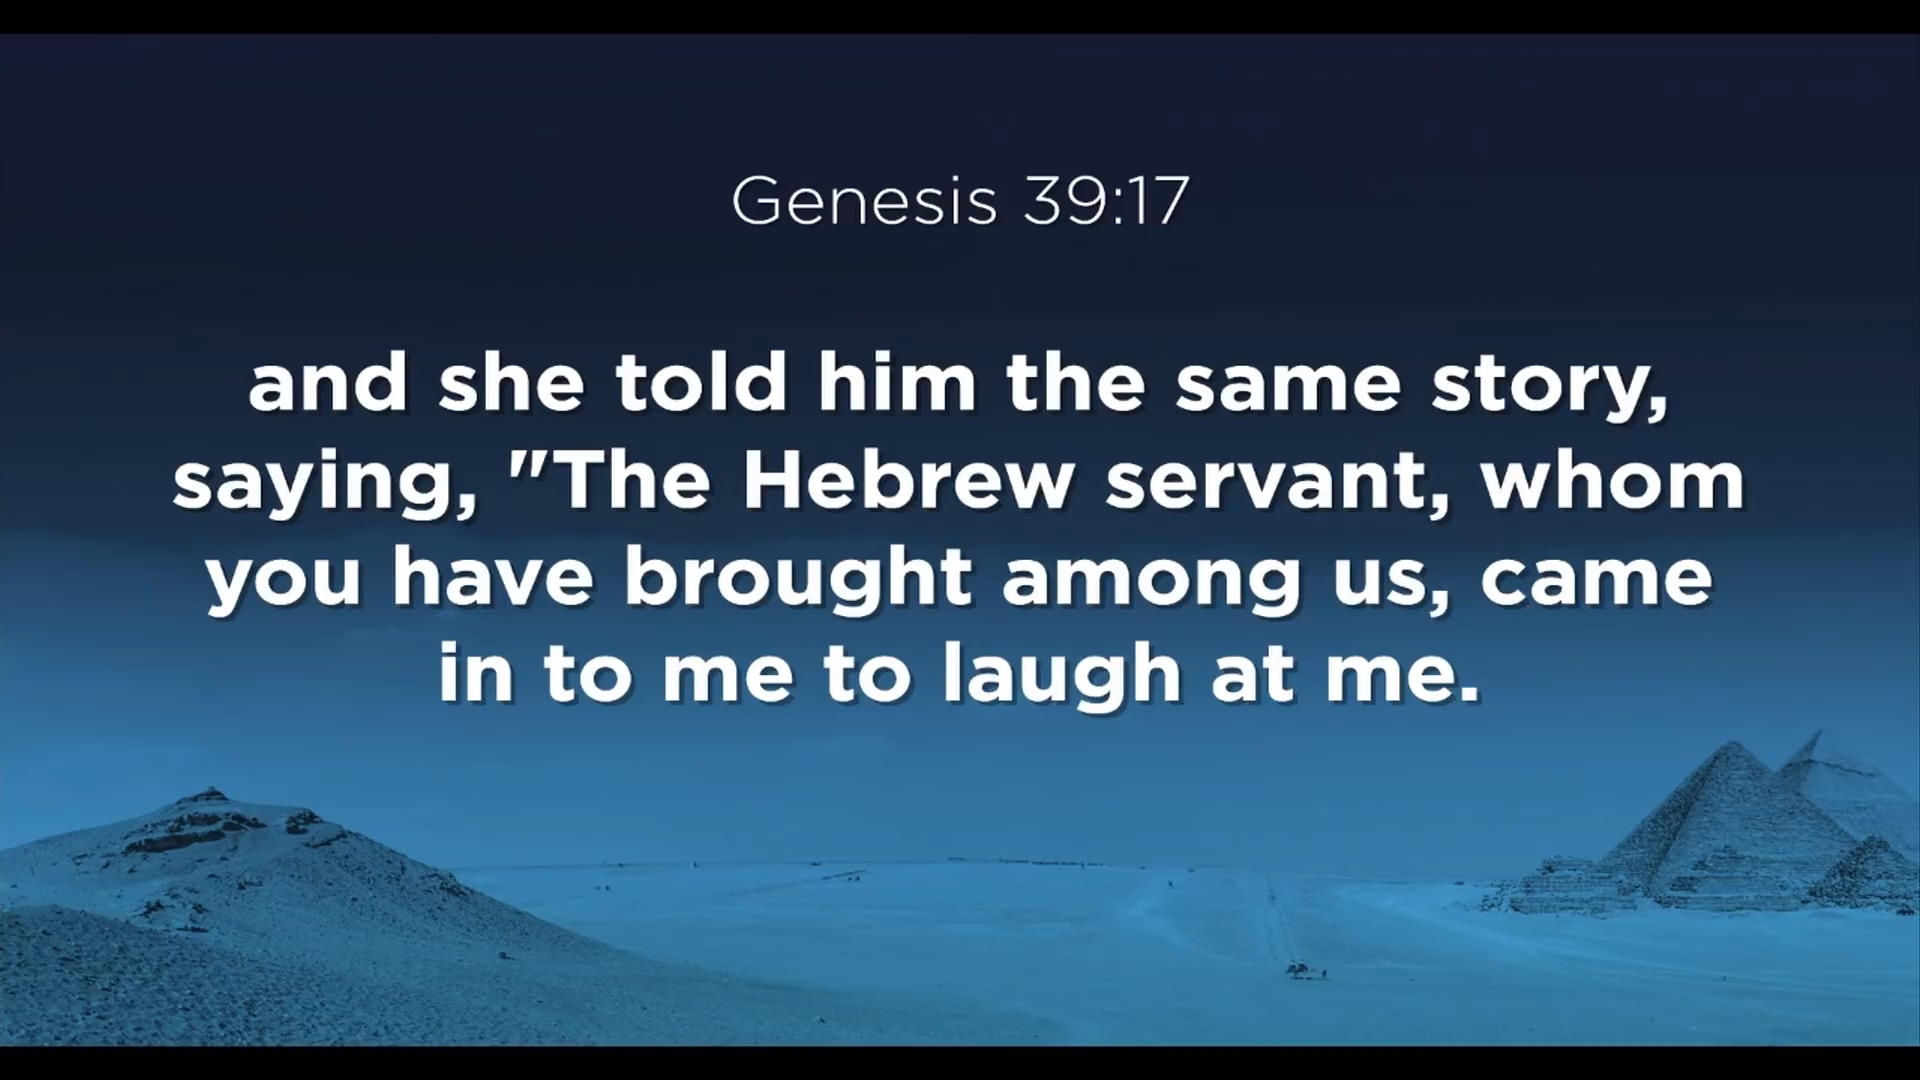 Genesis 39:17
and she told him the same story,
saying, "The Hebrew servant, whom
you have brought among us, came
in to me to laugh at me.